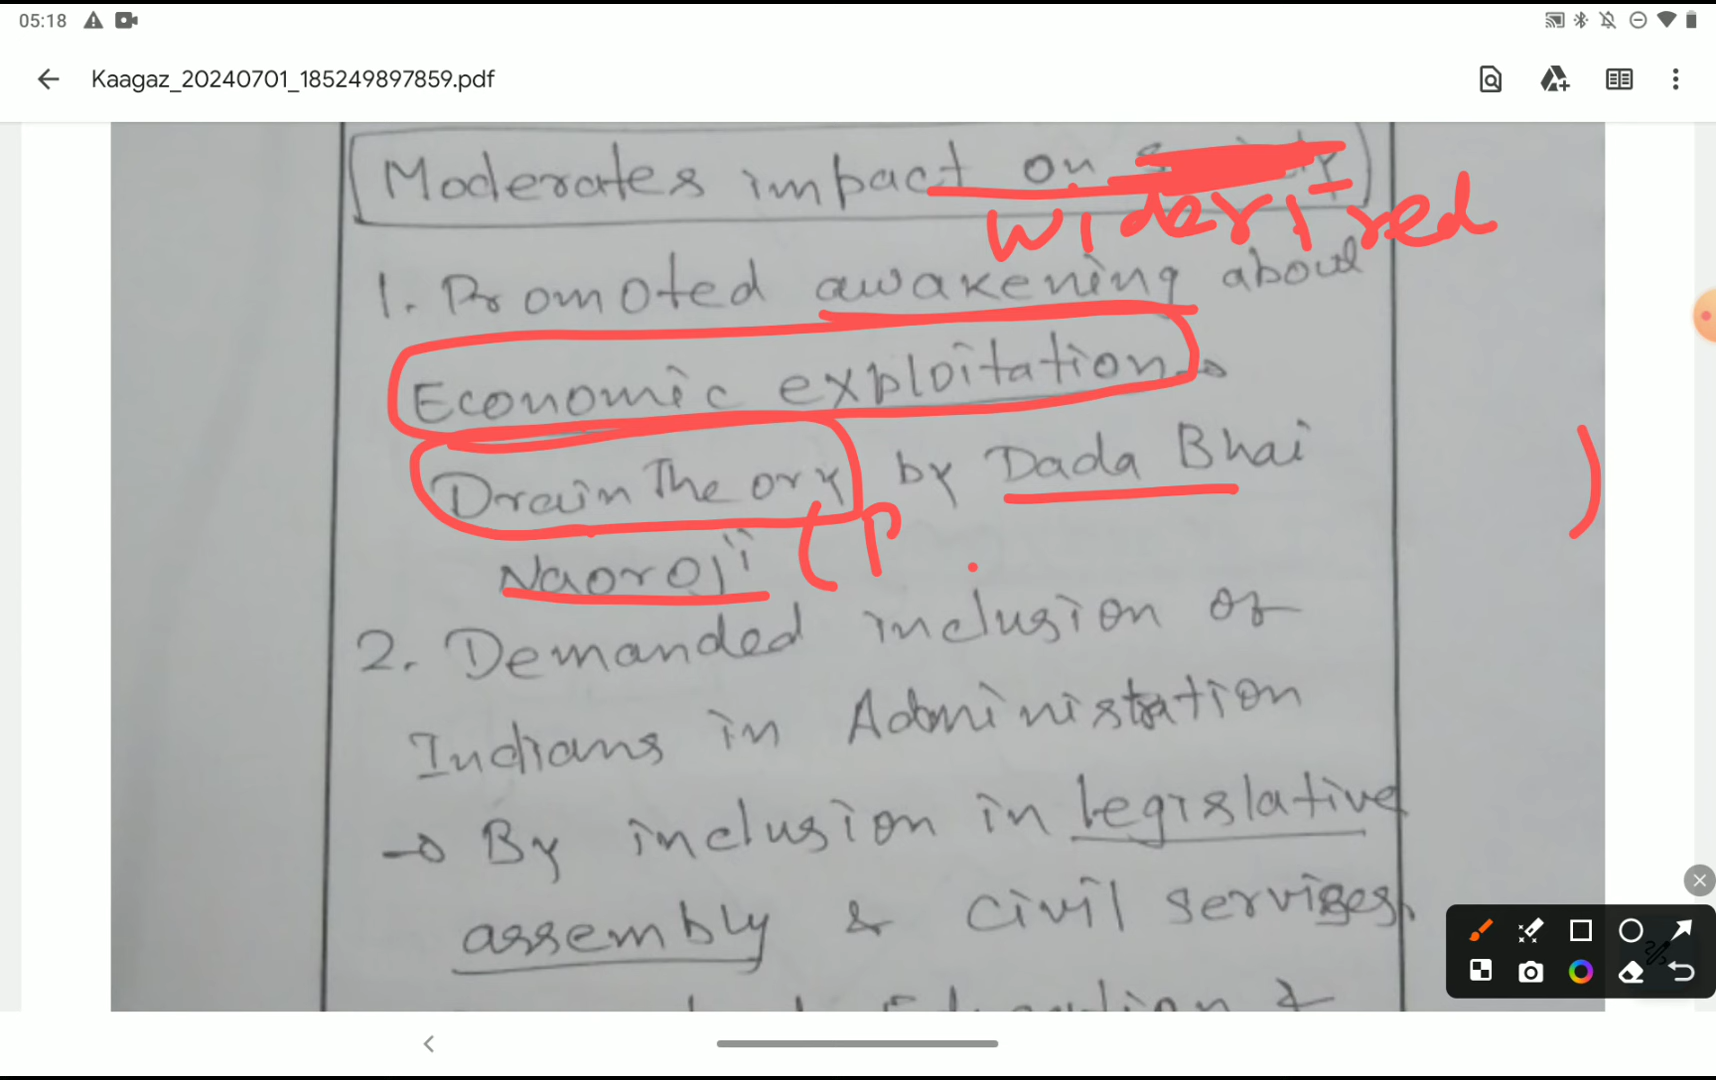 05:18
Kaagaz_20240701_185249897859.pdf
Moderates impact on
widerired
1. Promoted awakening about
Economic exploitation →
Drain Theory by Dada Bhai
Naoroji (P.
)
2. Demanded inclusion of
Indians in Administration
→ By inclusion in legislative
assembly & civil services.